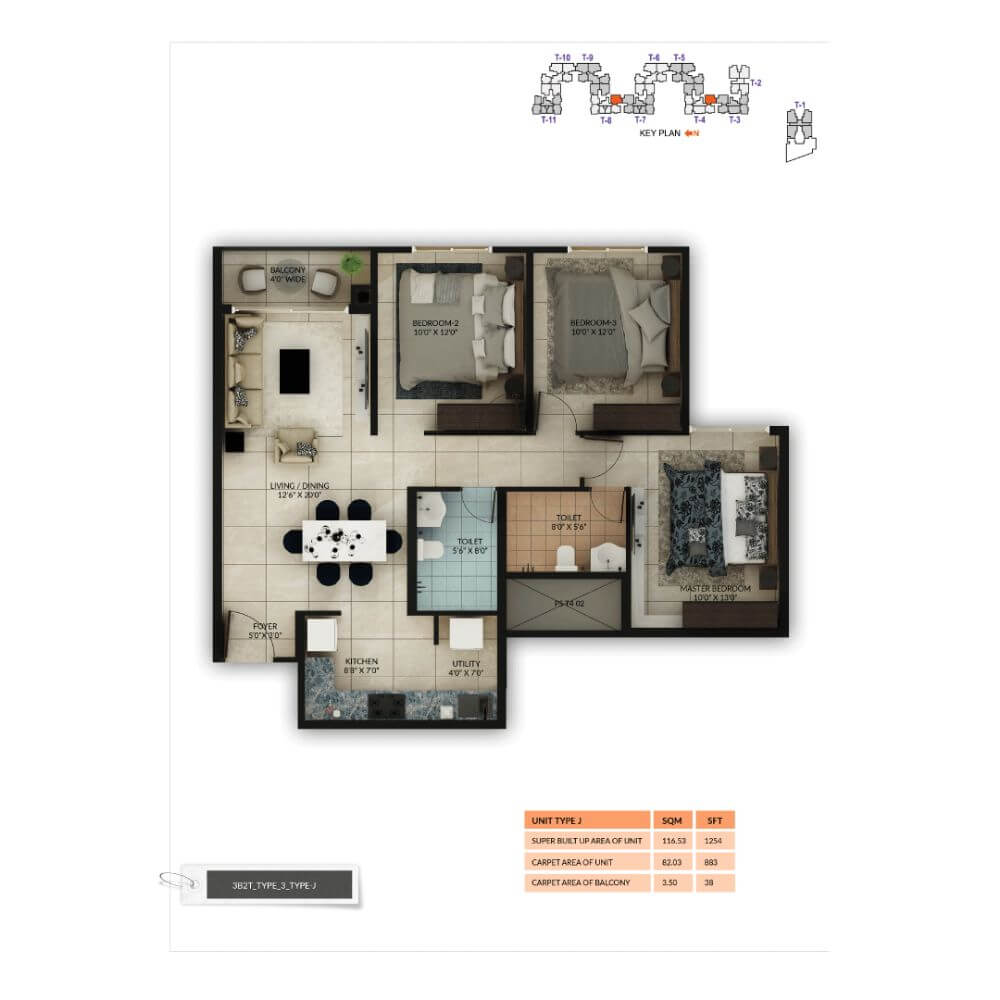 T-10 T-9 T-6 T-5
T-2
T-1
T-11 T-8 T-7 T-4 T-3
KEY PLAN N
BALCONY
4'0" WIDE
BEDROOM-2
10'0" X 12'0"
BEDROOM-3
10'0" X 12'0"
LIVING / DINING
12'6" X 20'0"
TOILET
5'6" X 8'0"
TOILET
8'0" X 5'6"
MASTER BEDROOM
10'0" X 13'0"
PS T4 02
FOYER
5'0" X 3'0"
KITCHEN
8'8" X 7'0"
UTILITY
4'0" X 7'0"
UNIT TYPE J SQM SFT
SUPER BUILT UP AREA OF UNIT 116.53 1254
CARPET AREA OF UNIT 82.03 883
CARPET AREA OF BALCONY 3.50 38
3B2T_TYPE_3_TYPE-J